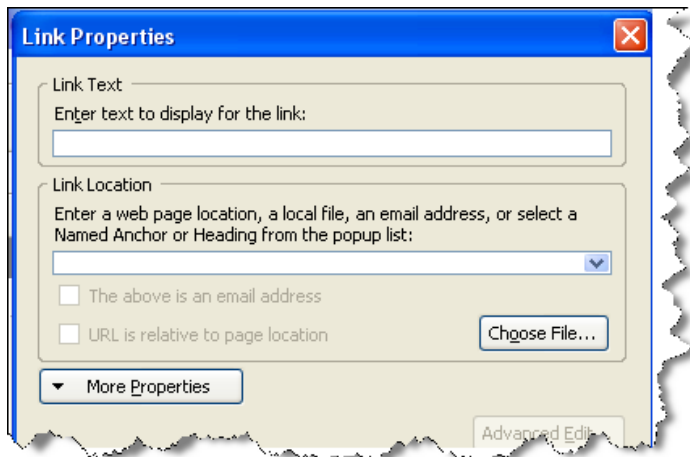 Link Properties
Link Text
Enter text to display for the link:
Link Location
Enter a web page location, a local file, an email address, or select a
Named Anchor or Heading from the popup list:
The above is an email address
URL is relative to page location
Choose File...
More Properties
Advanced Edit...